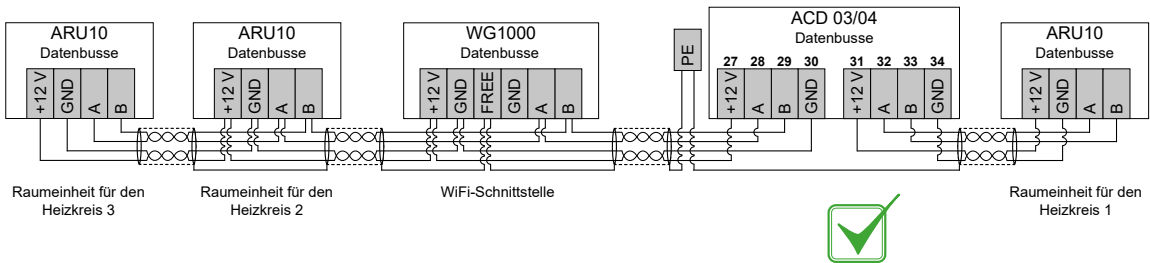 ARU10
Datenbusse
+12 V
GND
A
B
Raumeinheit für den
Heizkreis 3
ARU10
Datenbusse
+12 V
GND
A
B
Raumeinheit für den
Heizkreis 2
WG1000
Datenbusse
+12 V
GND
FREE
GND
A
B
WiFi-Schnittstelle
PE
ACD 03/04
Datenbusse
27 28 29 30 31 32 33 34
+12 V
A
B
GND
+12 V
A
B
GND
ARU10
Datenbusse
+12 V
GND
A
B
Raumeinheit für den
Heizkreis 1